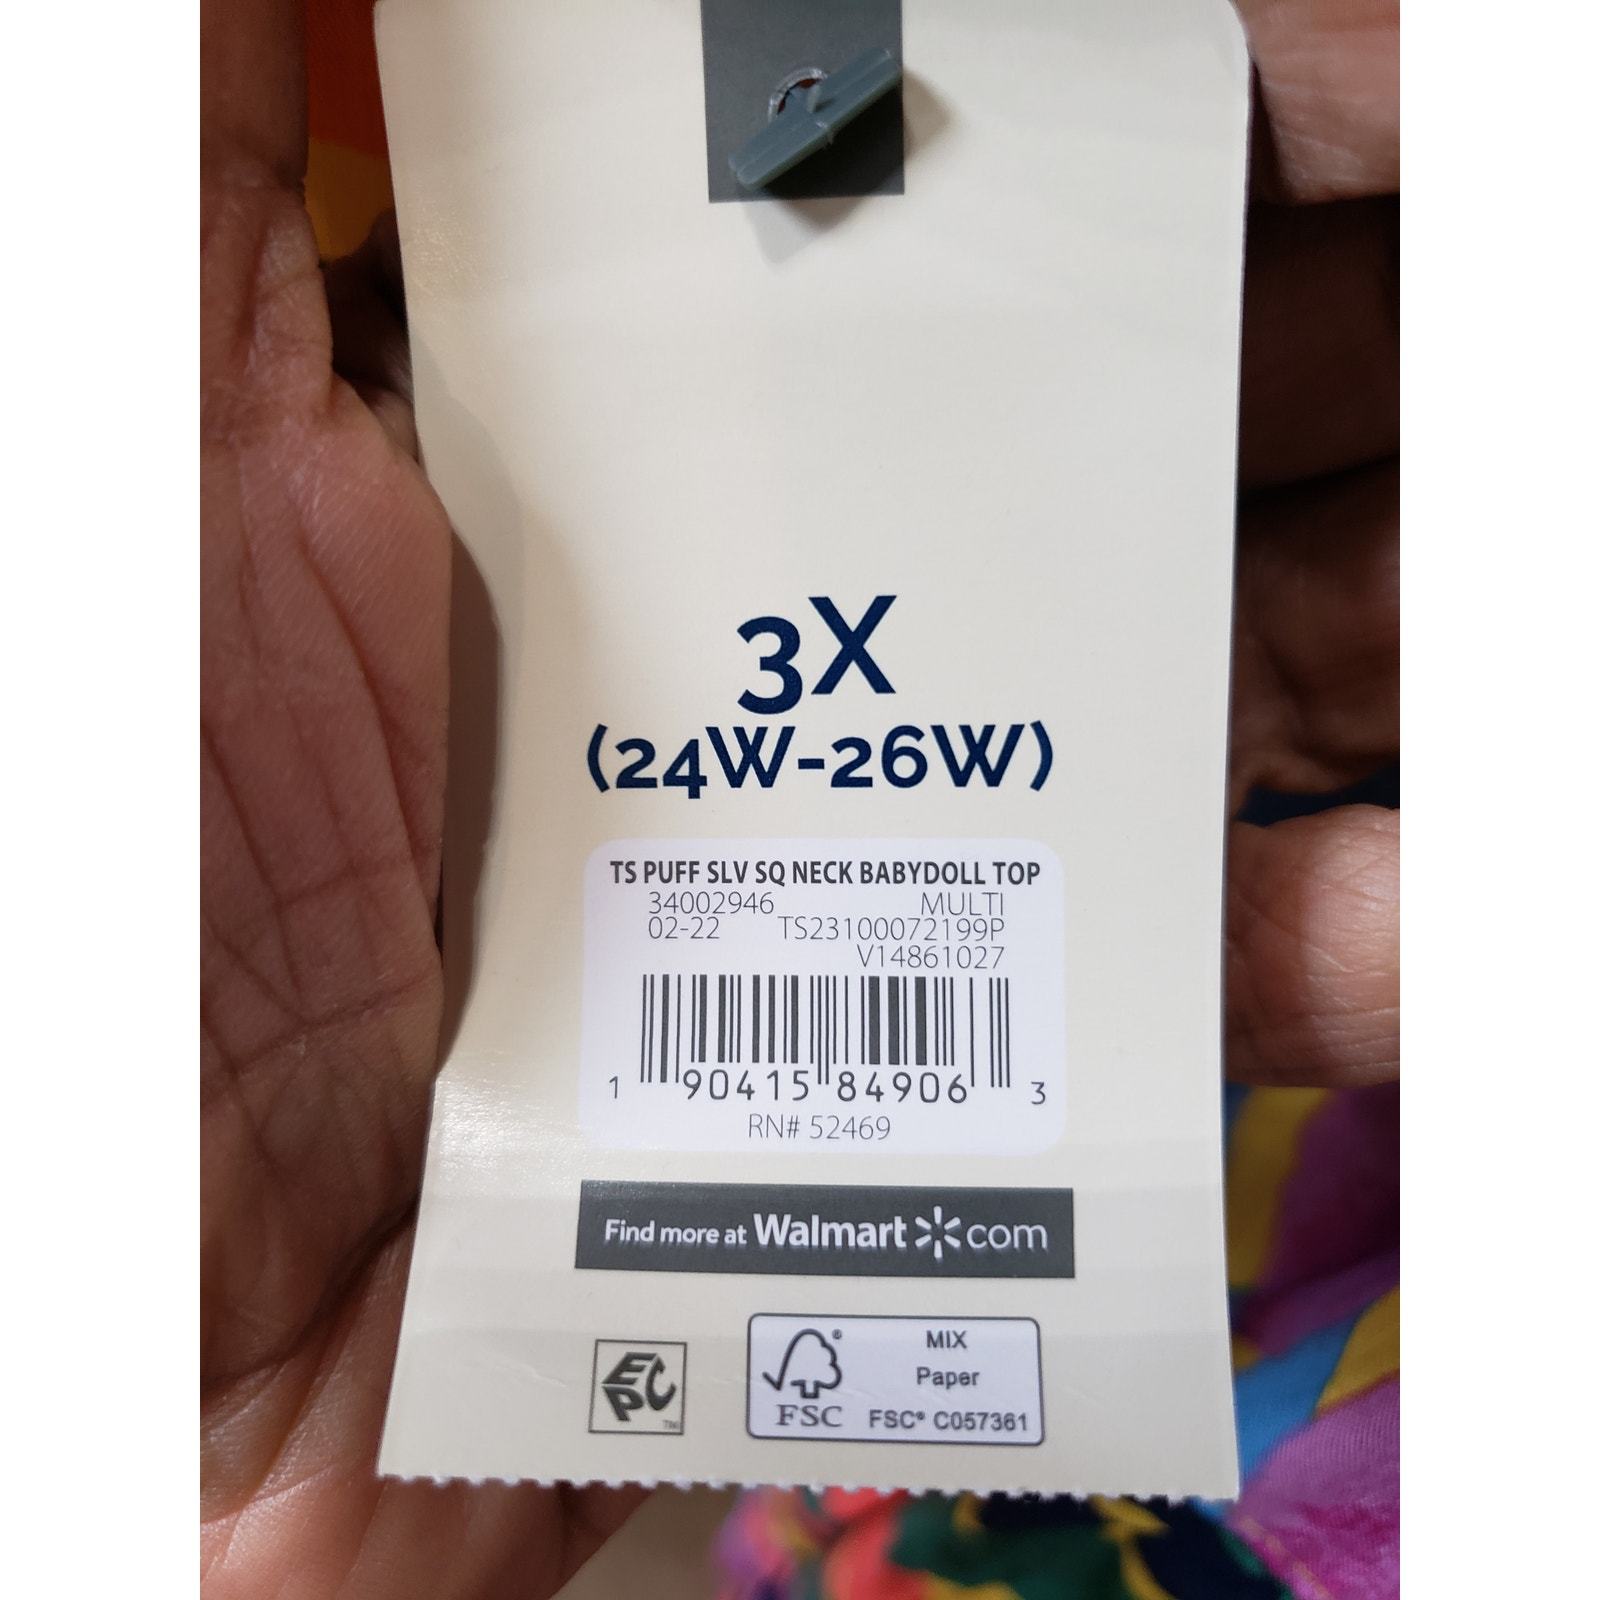 3X
(24W-26W)
TS PUFF SLV SQ NECK BABYDOLL TOP
34002946 MULTI
02-22 TS23100072199P
V14861027
1 90415 84906 3
RN# 52469
Find more at Walmart com
EPC TM
MIX
Paper
FSC® C057361
FSC ®